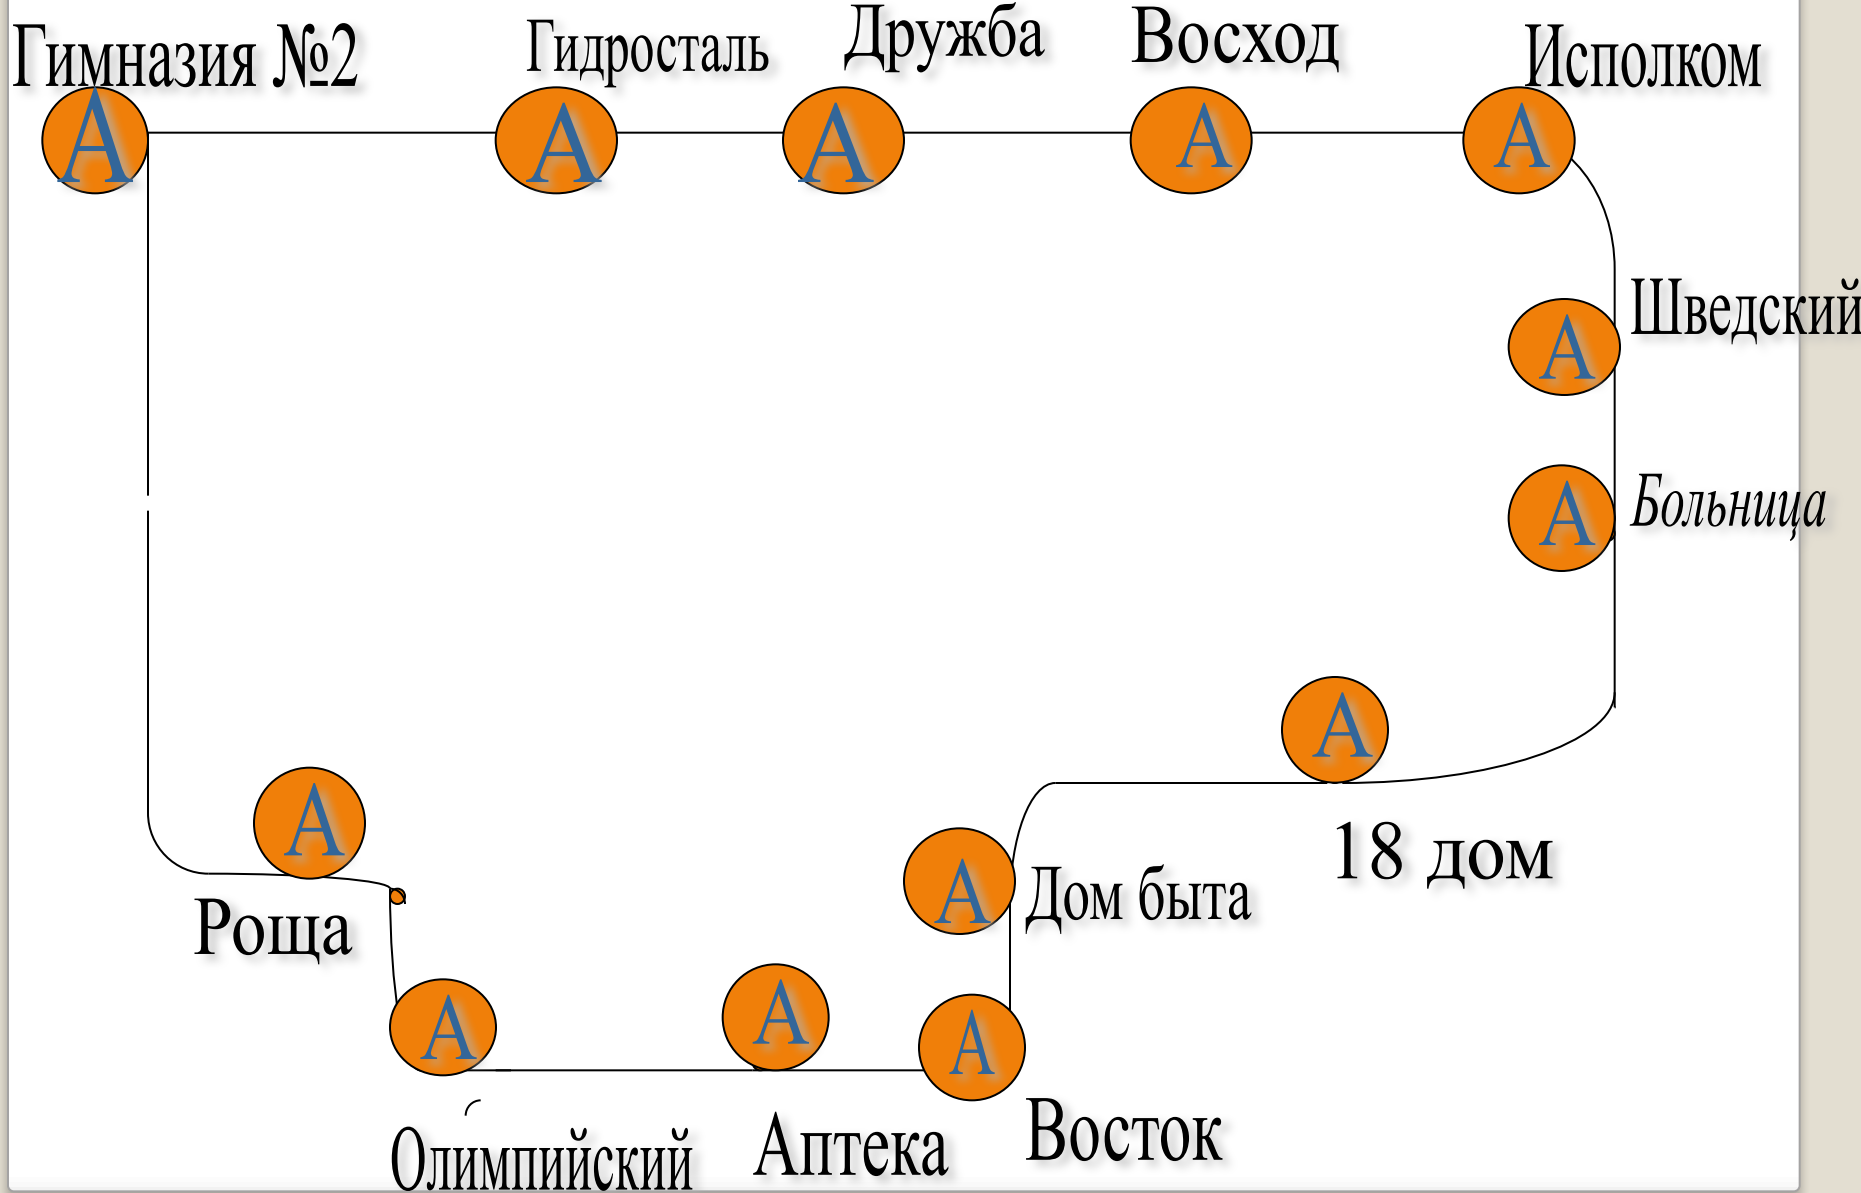 Гимназия №2
Гидросталь
Дружба
Восход
Исполком
А
А
А
А
А
Шведский
А
Больница
А
А
18 дом
А
Роща
А
Дом быта
А
А
А
Олимпийский
Аптека
Восток